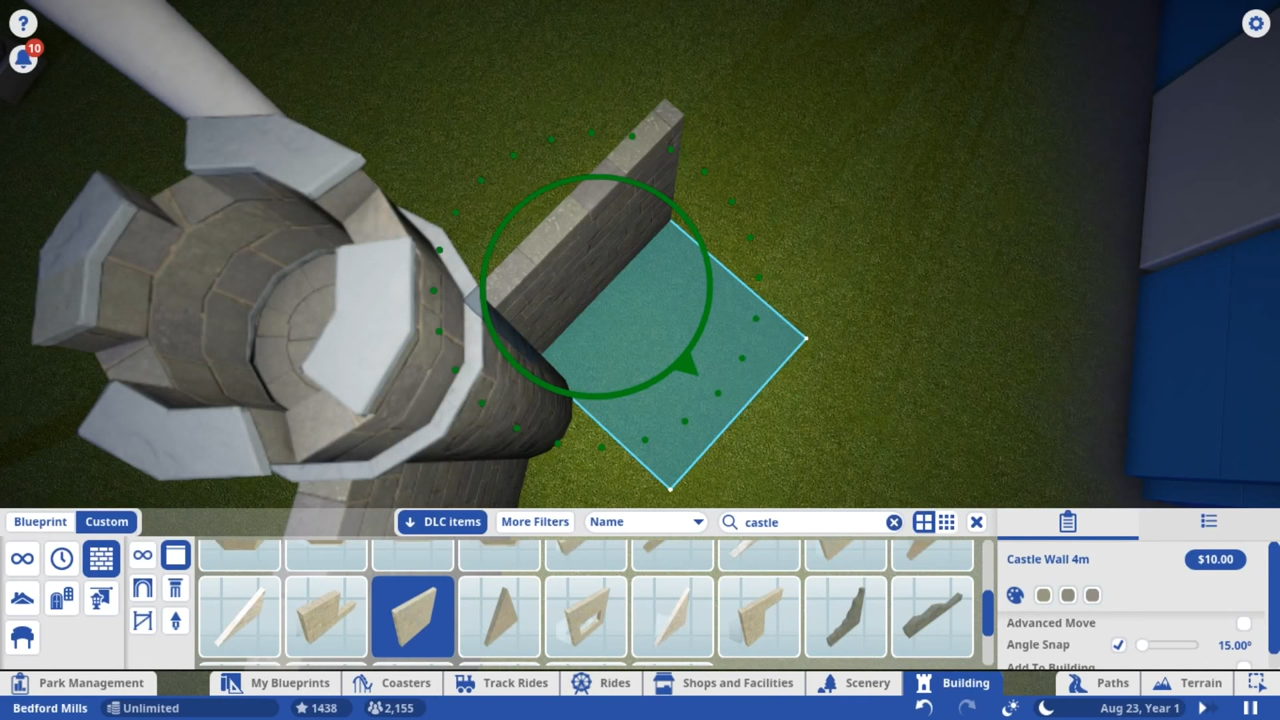 ?
10
Blueprint
Custom
DLC items
More Filters
Name
castle
Castle Wall 4m
$10.00
Advanced Move
Angle Snap
15.00°
Park Management
My Blueprints
Coasters
Track Rides
Rides
Shops and Facilities
Scenery
Building
Paths
Terrain
Bedford Mills
Unlimited
1438
2,155
Aug 23, Year 1